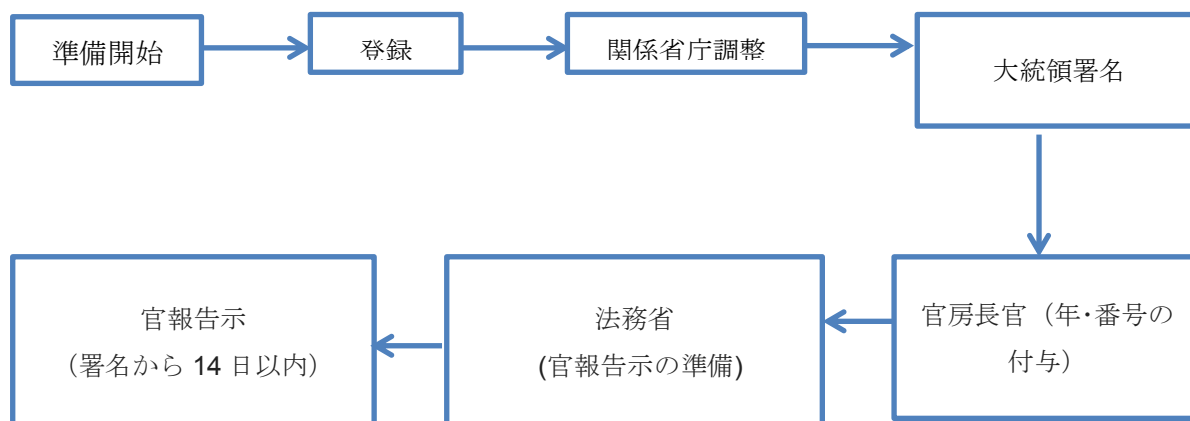 準備開始
登録
関係省庁調整
大統領署名
官房長官（年・番号の
付与）
法務省
(官報告示の準備)
官報告示
（署名から 14 日以内）